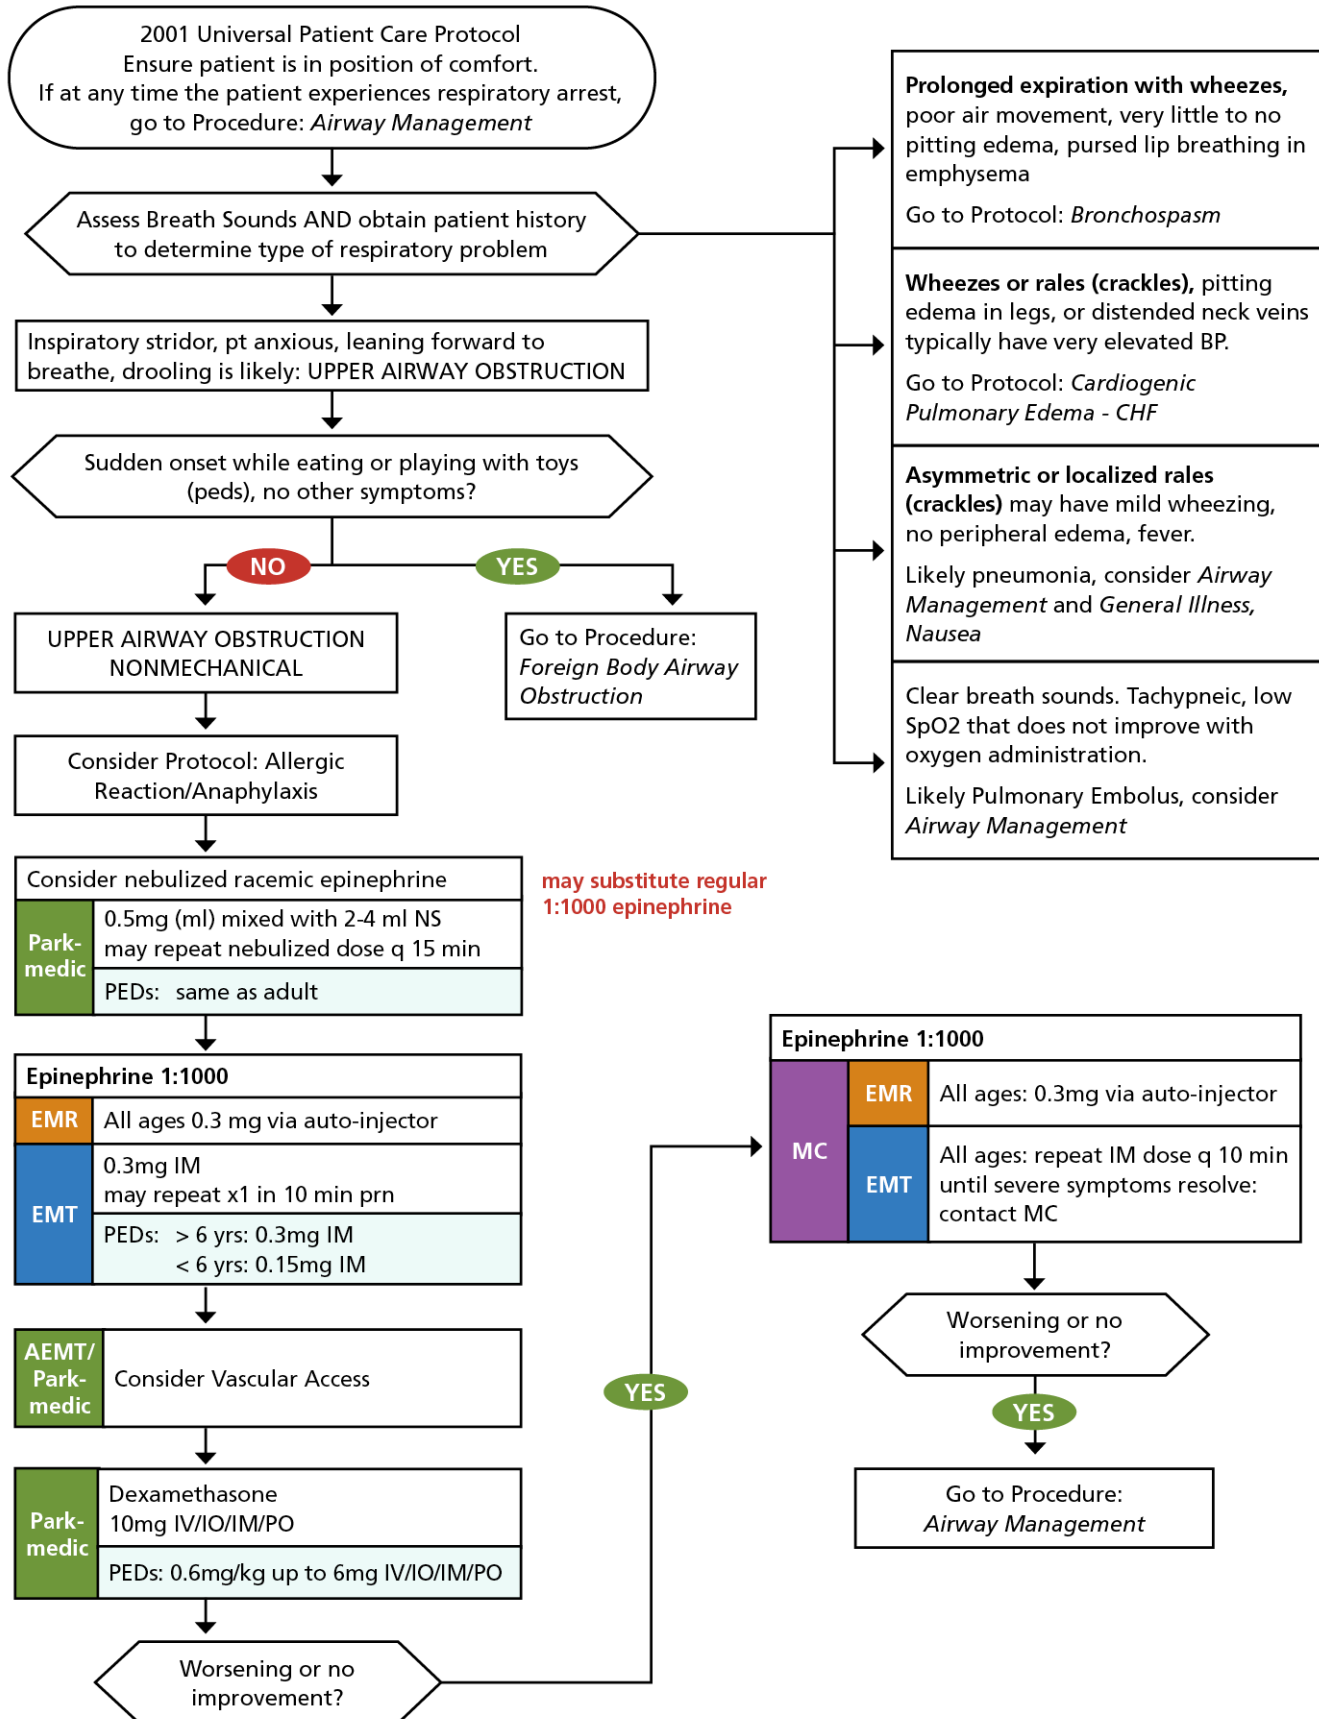 2001 Universal Patient Care Protocol
Ensure patient is in position of comfort.
If at any time the patient experiences respiratory arrest,
go to Procedure: Airway Management
Assess Breath Sounds AND obtain patient history
to determine type of respiratory problem
Inspiratory stridor, pt anxious, leaning forward to
breathe, drooling is likely: UPPER AIRWAY OBSTRUCTION
Sudden onset while eating or playing with toys
(peds), no other symptoms?
NO
YES
UPPER AIRWAY OBSTRUCTION
NONMECHANICAL
Go to Procedure:
Foreign Body Airway
Obstruction
Consider Protocol: Allergic
Reaction/Anaphylaxis
Consider nebulized racemic epinephrine
may substitute regular
1:1000 epinephrine
Park-
medic
0.5mg (ml) mixed with 2-4 ml NS
may repeat nebulized dose q 15 min
PEDs: same as adult
Epinephrine 1:1000
EMR
All ages 0.3 mg via auto-injector
EMT
0.3mg IM
may repeat x1 in 10 min prn
PEDs: > 6 yrs: 0.3mg IM
< 6 yrs: 0.15mg IM
AEMT/
Park-
medic
Consider Vascular Access
Park-
medic
Dexamethasone
10mg IV/IO/IM/PO
PEDs: 0.6mg/kg up to 6mg IV/IO/IM/PO
Worsening or no
improvement?
YES
Prolonged expiration with wheezes,
poor air movement, very little to no
pitting edema, pursed lip breathing in
emphysema
Go to Protocol: Bronchospasm
Wheezes or rales (crackles), pitting
edema in legs, or distended neck veins
typically have very elevated BP.
Go to Protocol: Cardiogenic
Pulmonary Edema - CHF
Asymmetric or localized rales
(crackles) may have mild wheezing,
no peripheral edema, fever.
Likely pneumonia, consider Airway
Management and General Illness,
Nausea
Clear breath sounds. Tachypneic, low
SpO2 that does not improve with
oxygen administration.
Likely Pulmonary Embolus, consider
Airway Management
Epinephrine 1:1000
MC
EMR
All ages: 0.3mg via auto-injector
EMT
All ages: repeat IM dose q 10 min
until severe symptoms resolve:
contact MC
Worsening or no
improvement?
YES
Go to Procedure:
Airway Management